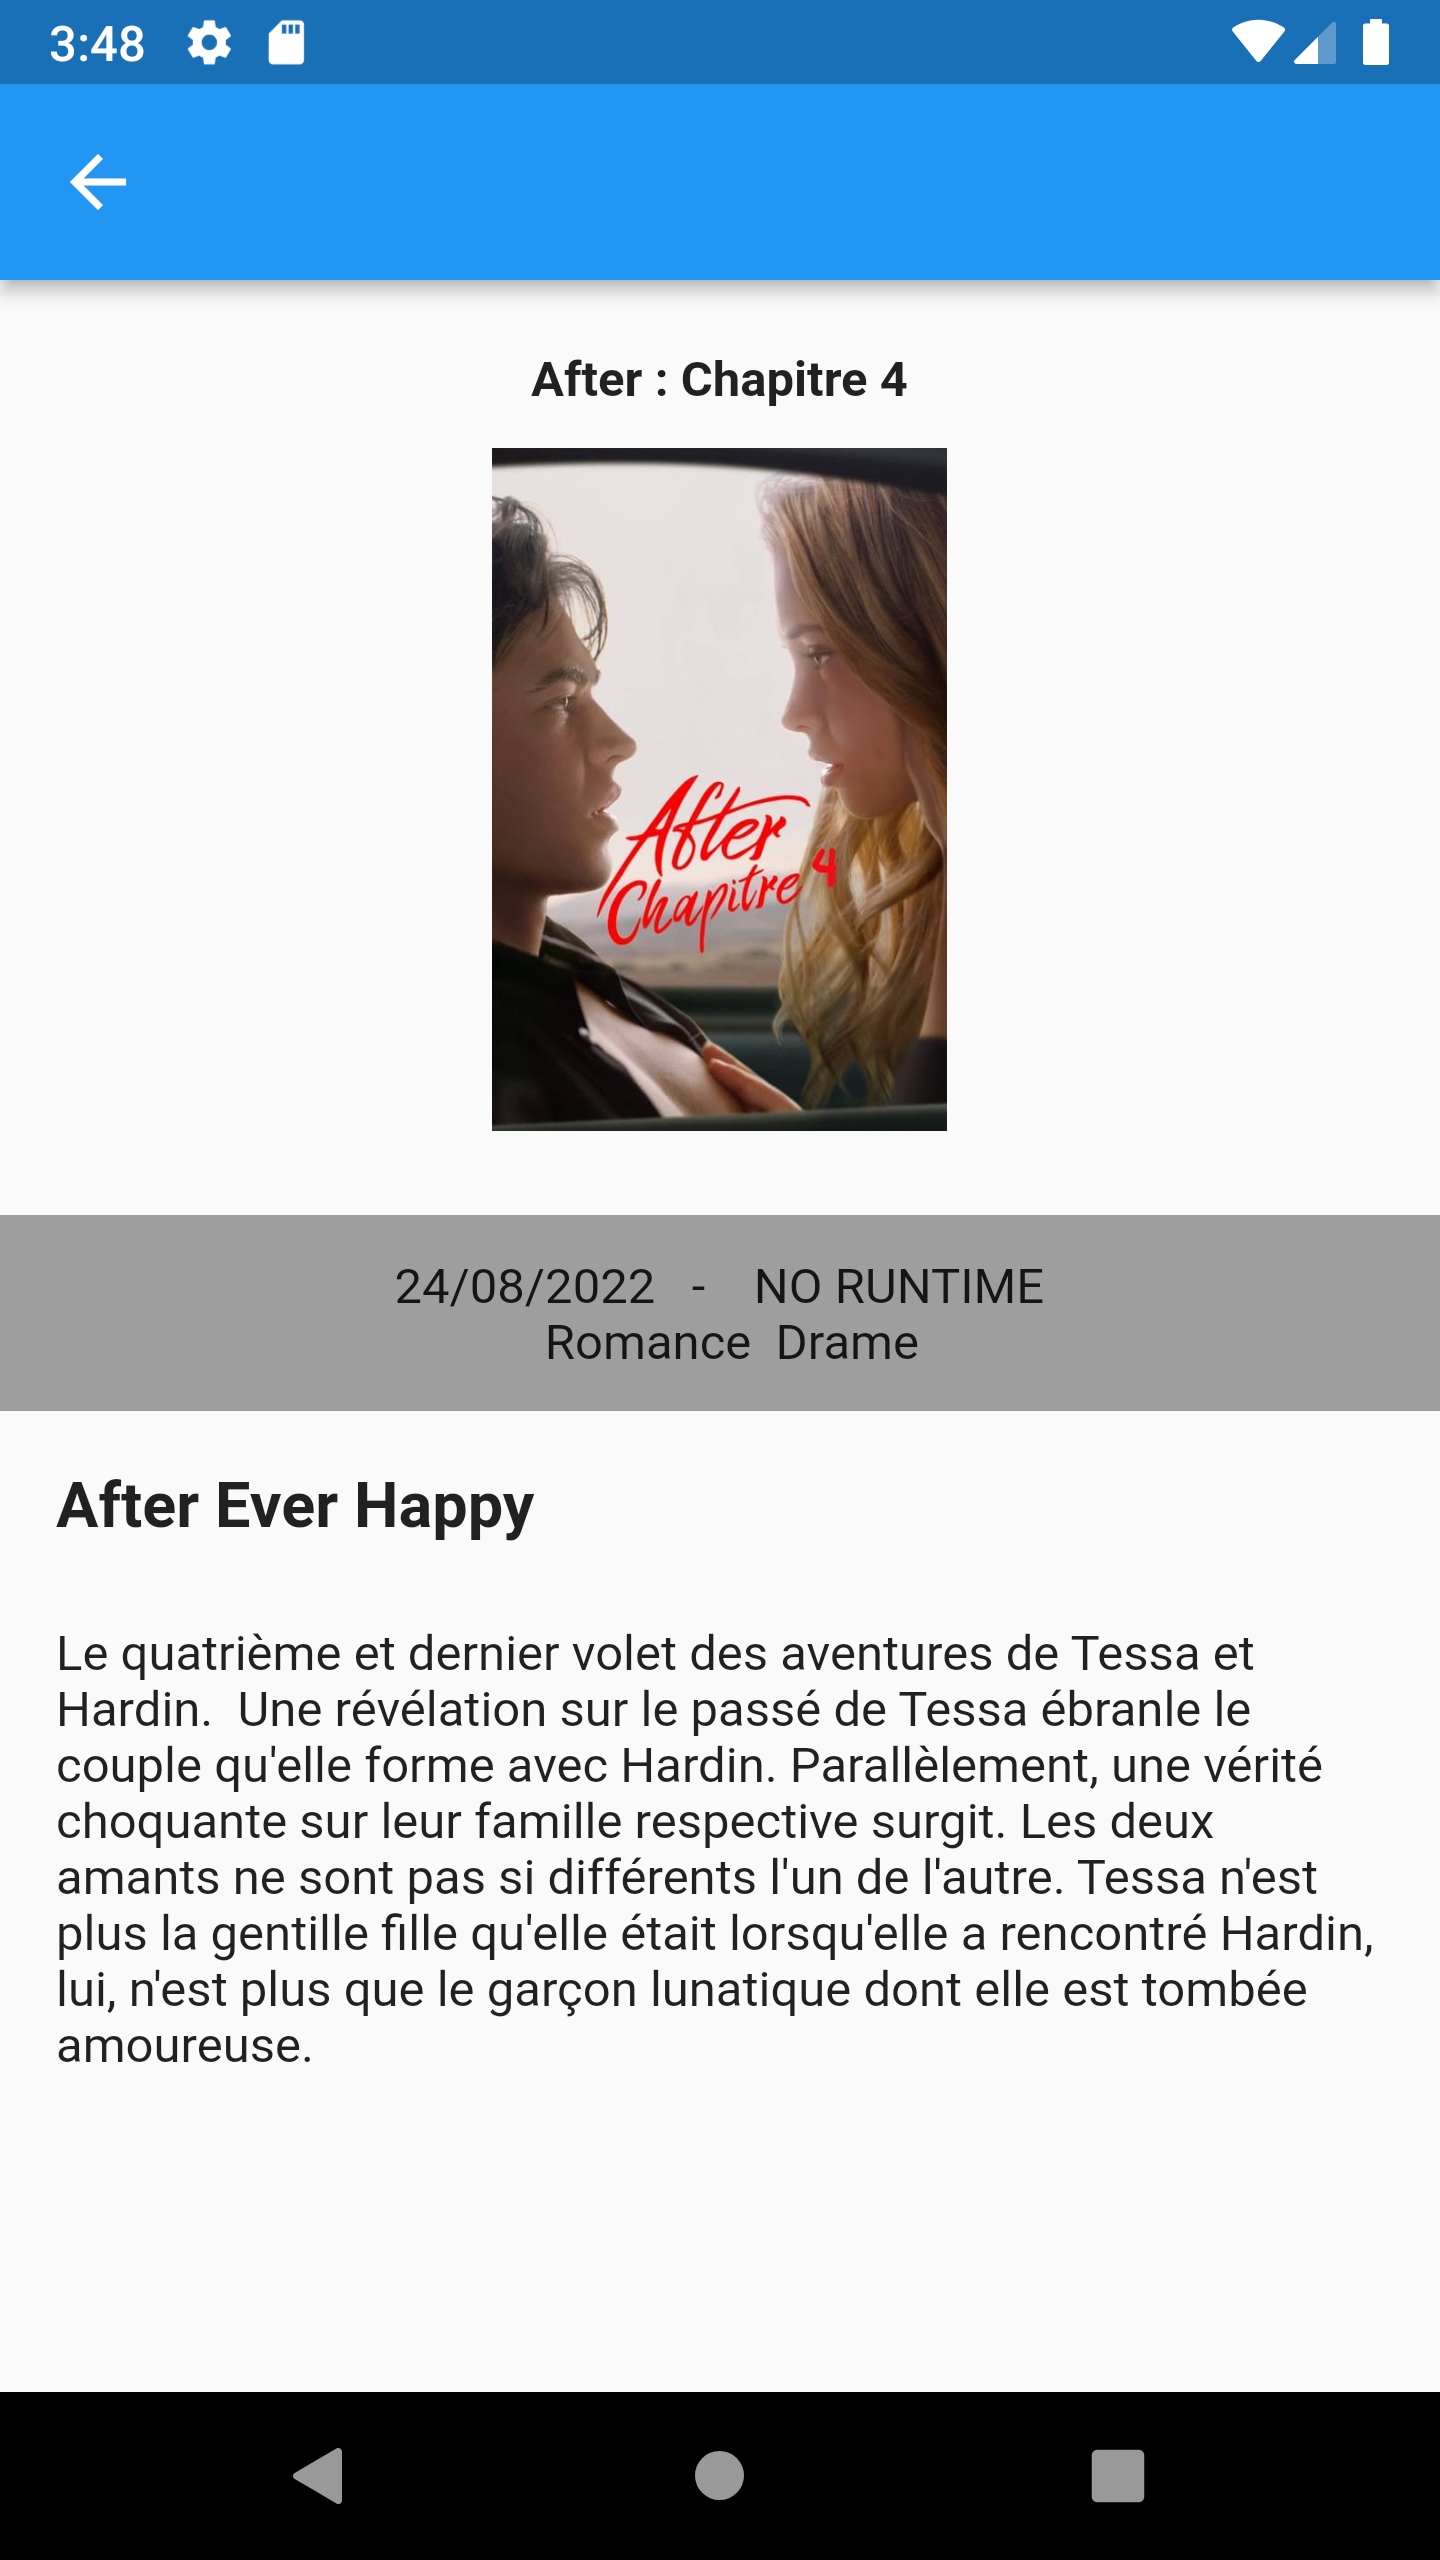 3:48
After : Chapitre 4
After
Chapitre 4
24/08/2022 - NO RUNTIME
Romance Drame
After Ever Happy
Le quatrième et dernier volet des aventures de Tessa et
Hardin. Une révélation sur le passé de Tessa ébranle le
couple qu'elle forme avec Hardin. Parallèlement, une vérité
choquante sur leur famille respective surgit. Les deux
amants ne sont pas si différents l'un de l'autre. Tessa n'est
plus la gentille fille qu'elle était lorsqu'elle a rencontré Hardin,
lui, n'est plus que le garçon lunatique dont elle est tombée
amoureuse.